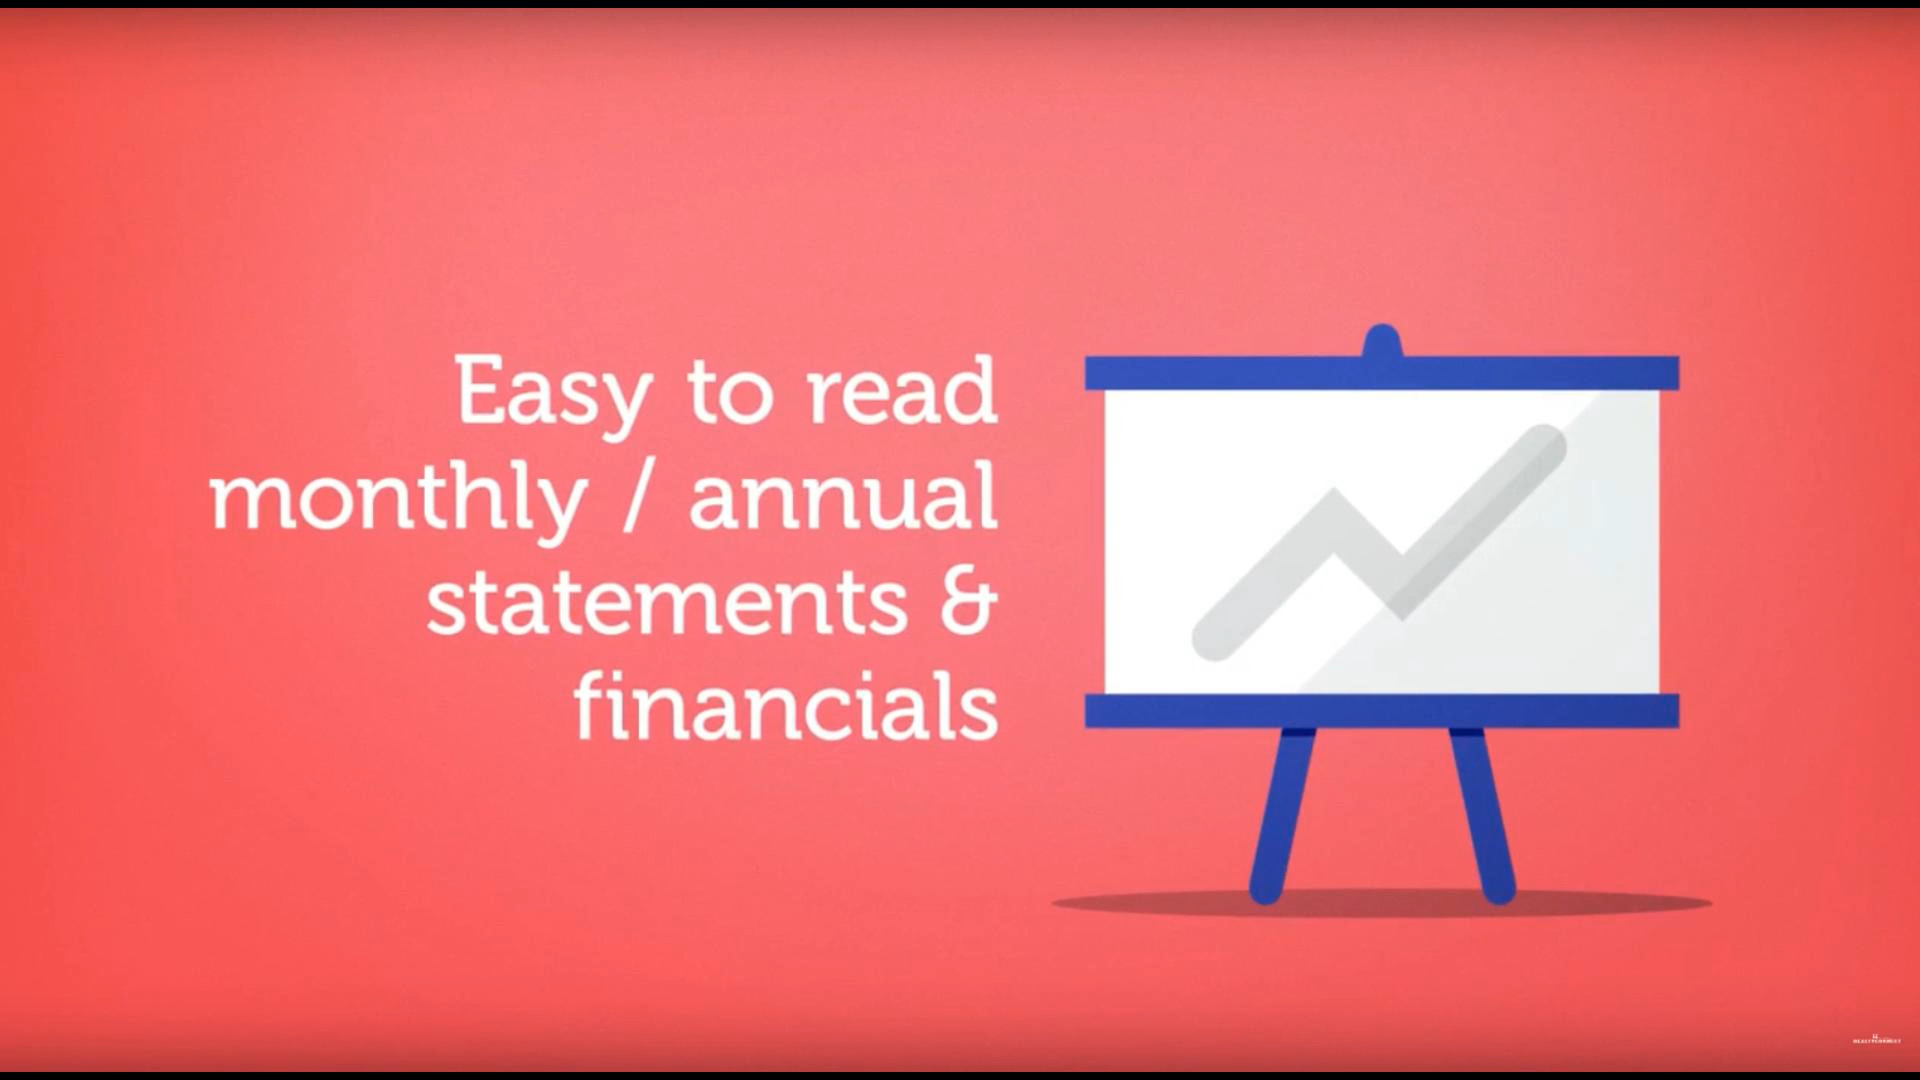 Easy to read
monthly / annual
statements &
financials